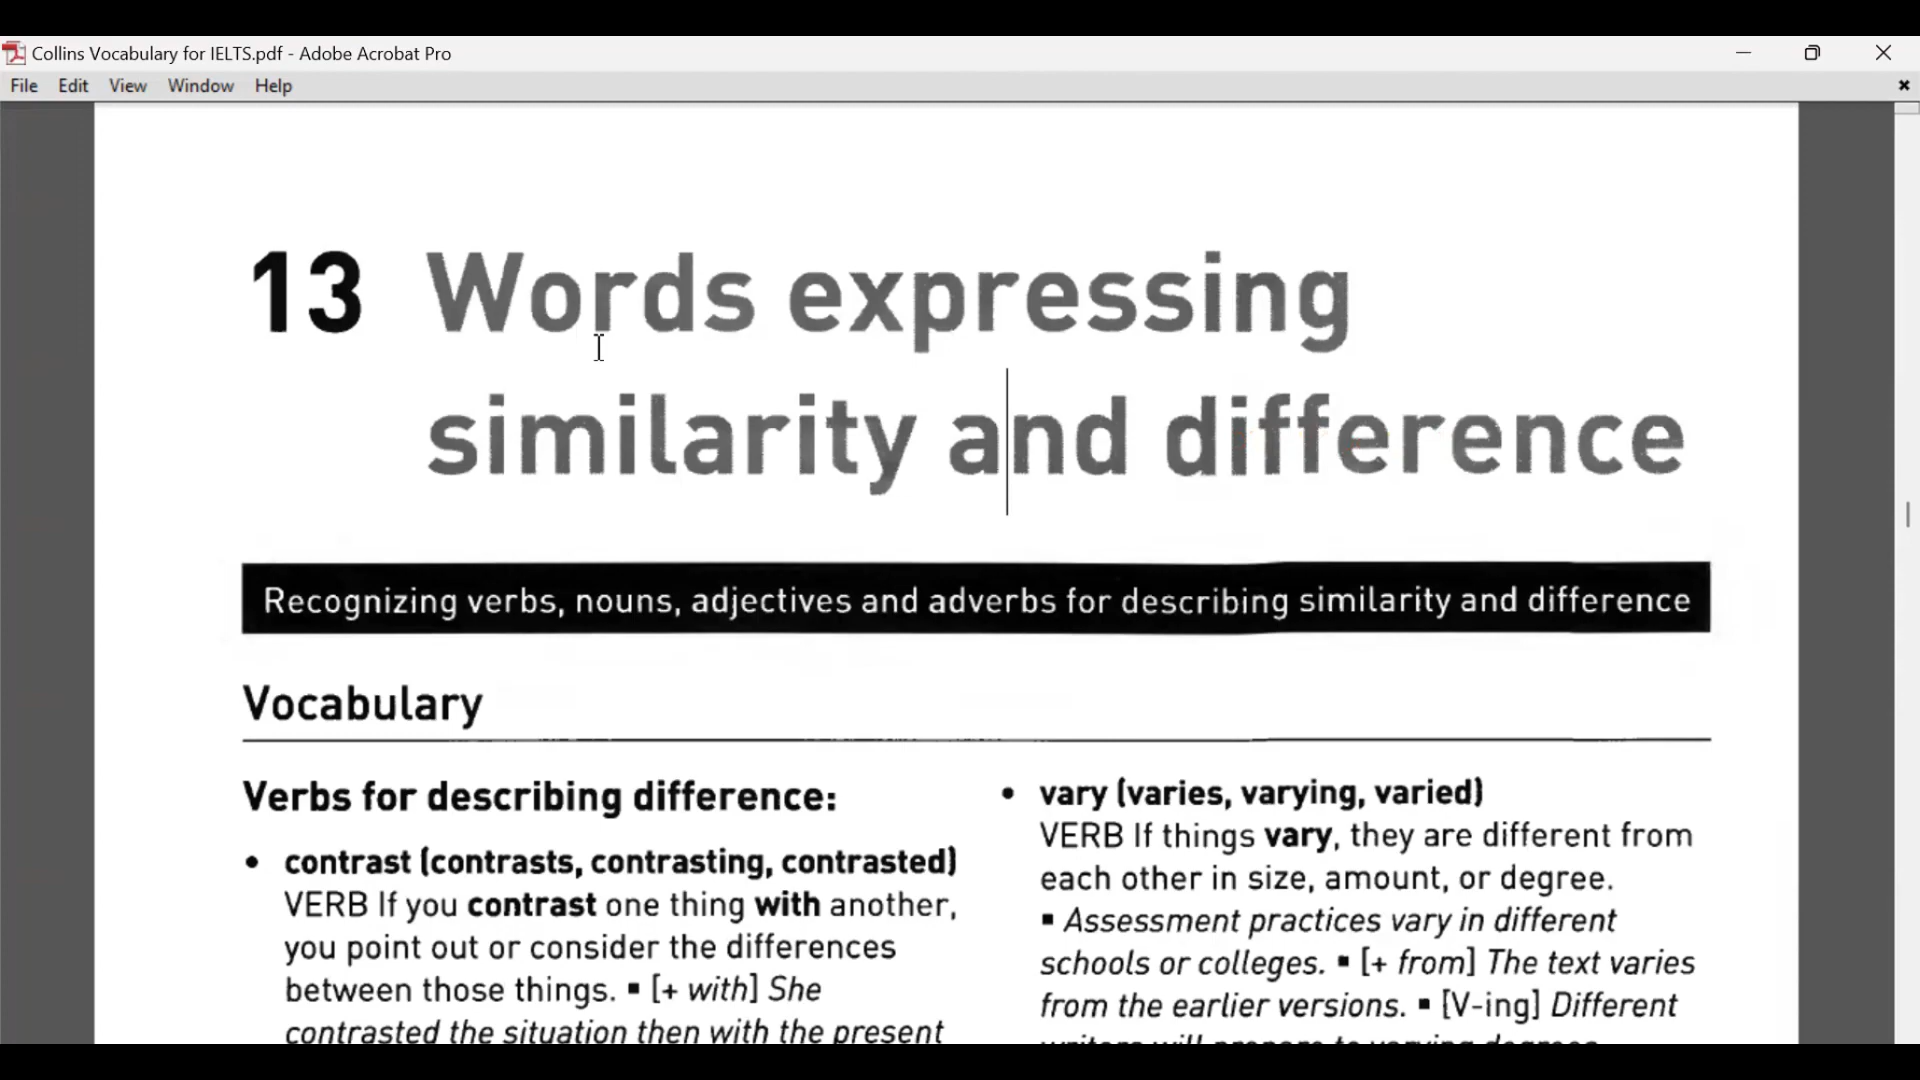 Collins Vocabulary for IELTS.pdf - Adobe Acrobat Pro
File Edit View Window Help
13 Words expressing
similarity and difference
Recognizing verbs, nouns, adjectives and adverbs for describing similarity and difference
Vocabulary
Verbs for describing difference:
• contrast (contrasts, contrasting, contrasted)
VERB If you contrast one thing with another,
you point out or consider the differences
between those things. ▪ [+ with] She
contrasted the situation then with the present
• vary (varies, varying, varied)
VERB If things vary, they are different from
each other in size, amount, or degree.
▪ Assessment practices vary in different
schools or colleges. ▪ [+ from] The text varies
from the earlier versions. ▪ [V-ing] Different